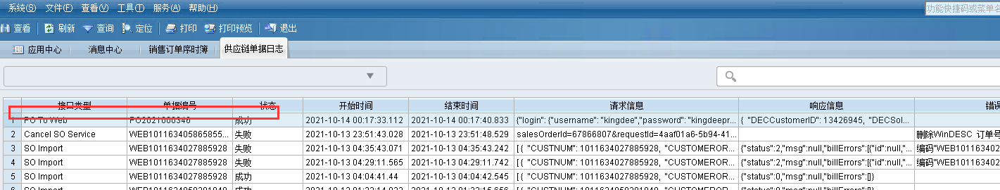 系统(S) 文件(F) 查看(V) 工具(T) 服务(A) 帮助(H) 功能快捷码或菜单名
查看 刷新 查询 定位 打印 打印预览 退出
应用中心 消息中心 销售订单序时簿 供应链单据日志
接口类型 单据编号 状态 开始时间 结束时间 请求信息 响应信息 错误
1 PO To Web PO2021000346 成功 2021-10-14 00:17:33.112 2021-10-14 00:17:40.833 {"login": {"username": "kingdee","password": "kingdeepr... { "DECCustomerID": 13426945, "DECSol...
2 Cancel SO Service WEB101163405865855... 失败 2021-10-13 23:51:43.028 2021-10-13 23:51:48.529 salesOrderId=67866807&requestId=4aaf01a6-5b94-41... 删除WinDESC 订单号
3 SO Import WEB1011634027885928 失败 2021-10-13 04:35:43.071 2021-10-13 04:35:43.242 [ { "CUSTNUM": 1011634027885928, "CUSTOMEROR... {"status":2,"msg":null,"billErrors":[{"id":null,"... 编码"WEB1011634027
4 SO Import WEB1011634027885928 失败 2021-10-13 04:29:11.565 2021-10-13 04:29:11.742 [ { "CUSTNUM": 1011634027885928, "CUSTOMEROR... {"status":2,"msg":null,"billErrors":[{"id":null,"... 编码"WEB1011634027
5 SO Import WEB1011634027885928 成功 2021-10-13 04:04:41.44 2021-10-13 04:04:42.545 [ { "CUSTNUM": 1011634027885928, "CUSTOMEROR... {"status":0,"msg":null,"billErrors":[]}